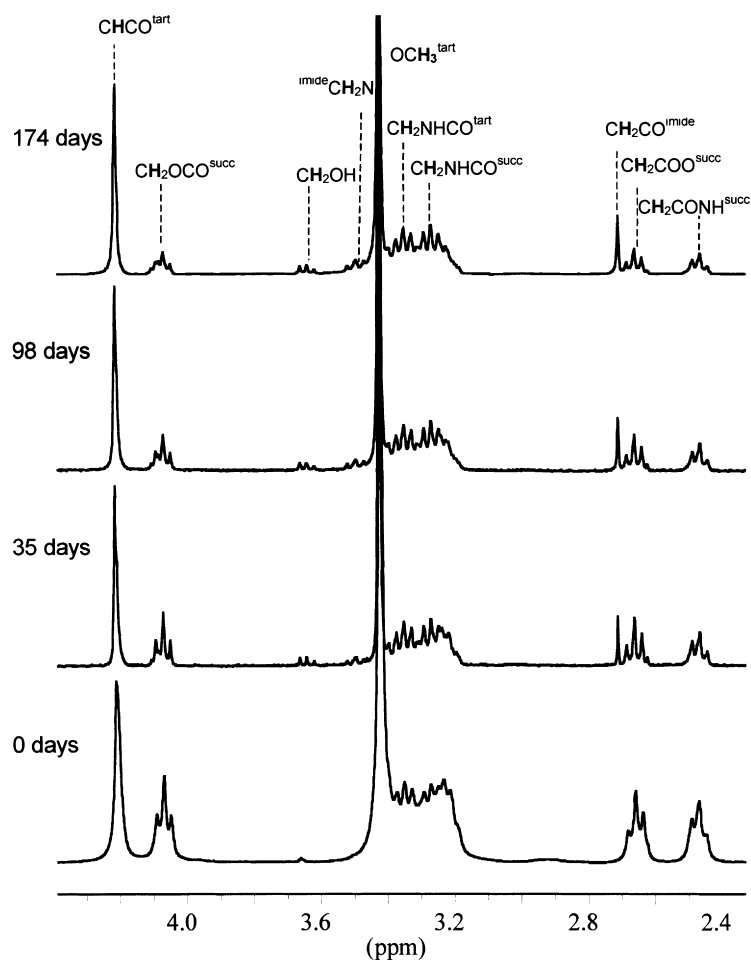 CHCO^tart
OCH3^tart
imide CH2N
174 days
CH2NHCO^tart
CH2CO^imide
CH2OCO^succ
CH2OH
CH2NHCO^succ
CH2COO^succ
CH2CONH^succ
98 days
35 days
0 days
4.0 3.6 3.2 2.8 2.4
(ppm)